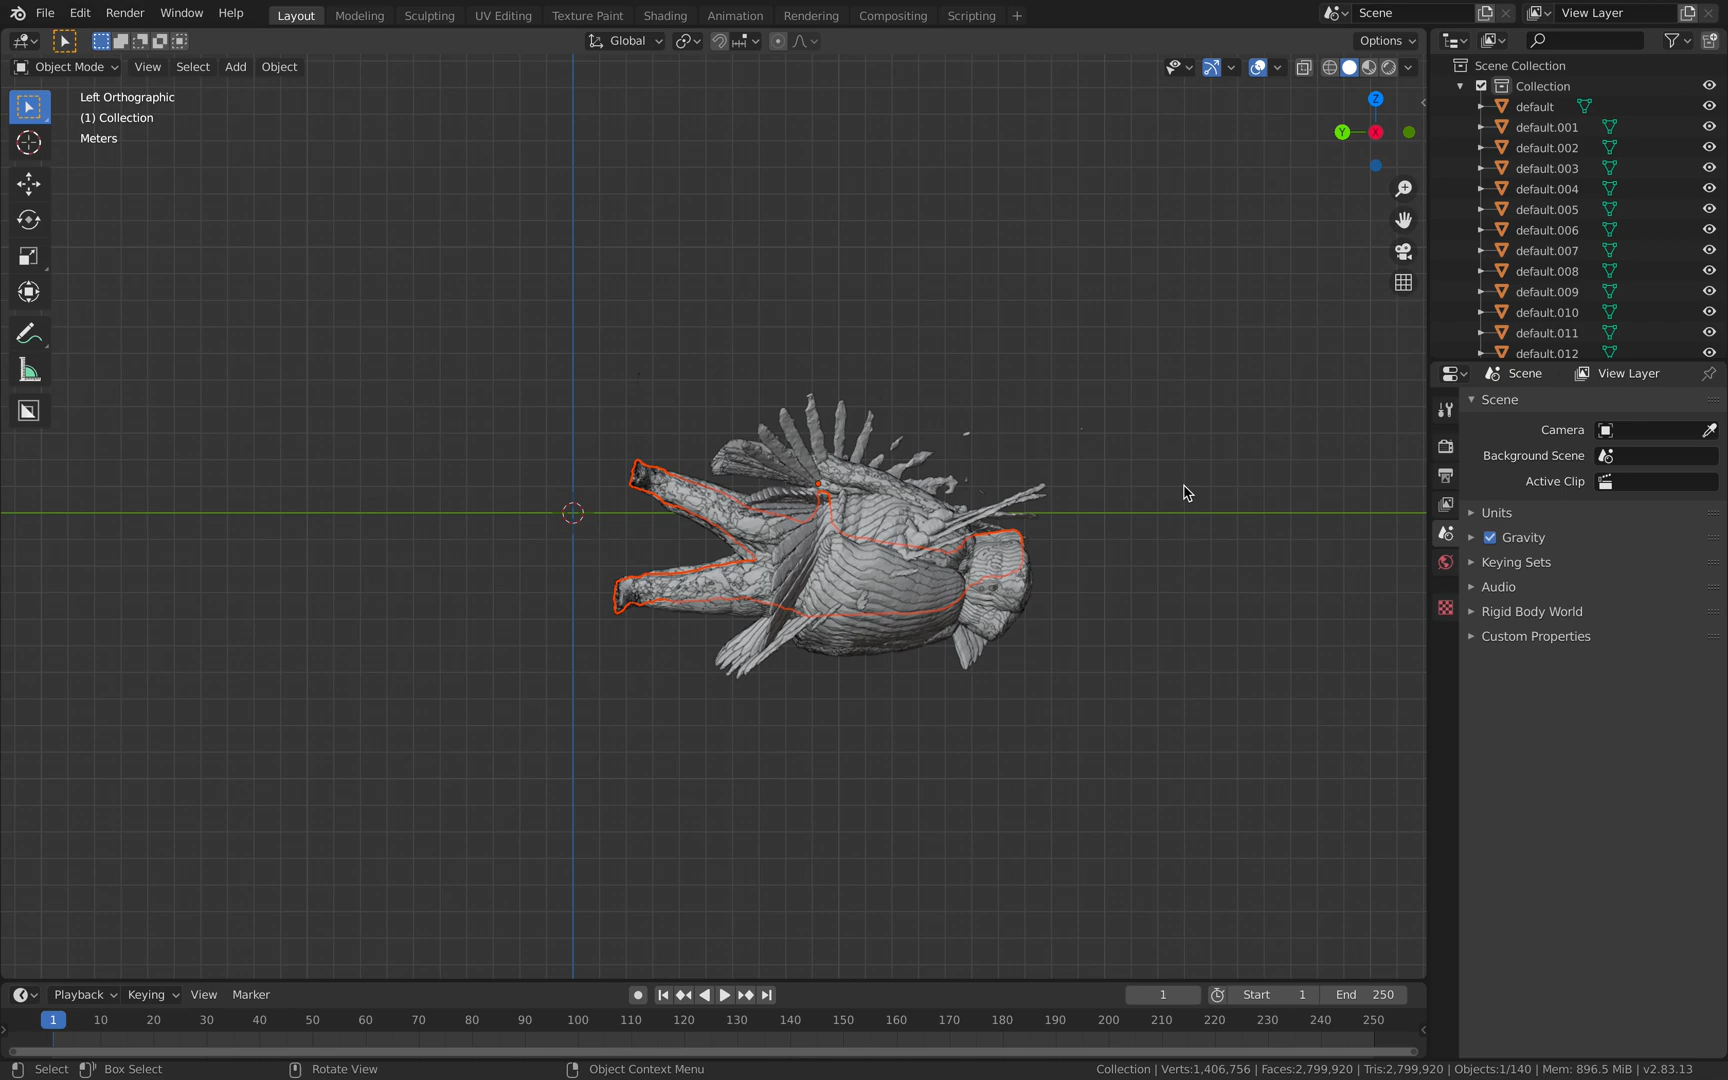 File Edit Render Window Help Layout Modeling Sculpting UV Editing Texture Paint Shading Animation Rendering Compositing Scripting + Scene View Layer
Global Options
Object Mode View Select Add Object
Left Orthographic
(1) Collection
Meters
Z
Y X
Scene Collection
Collection
default
default.001
default.002
default.003
default.004
default.005
default.006
default.007
default.008
default.009
default.010
default.011
default.012
Scene View Layer
Scene
Camera
Background Scene
Active Clip
Units
Gravity
Keying Sets
Audio
Rigid Body World
Custom Properties
Playback Keying View Marker 1 Start 1 End 250
1 10 20 30 40 50 60 70 80 90 100 110 120 130 140 150 160 170 180 190 200 210 220 230 240 250
Select Box Select Rotate View Object Context Menu Collection | Verts:1,406,756 | Faces:2,799,920 | Tris:2,799,920 | Objects:1/140 | Mem: 896.5 MiB | v2.83.13